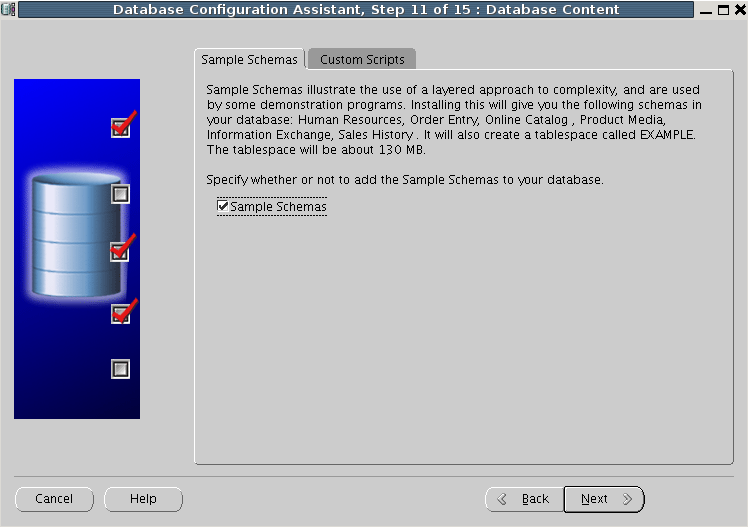 Database Configuration Assistant, Step 11 of 15 : Database Content
Sample Schemas
Custom Scripts
Sample Schemas illustrate the use of a layered approach to complexity, and are used
by some demonstration programs. Installing this will give you the following schemas in
your database: Human Resources, Order Entry, Online Catalog , Product Media,
Information Exchange, Sales History . It will also create a tablespace called EXAMPLE.
The tablespace will be about 130 MB.
Specify whether or not to add the Sample Schemas to your database.
Sample Schemas
Cancel
Help
Back
Next